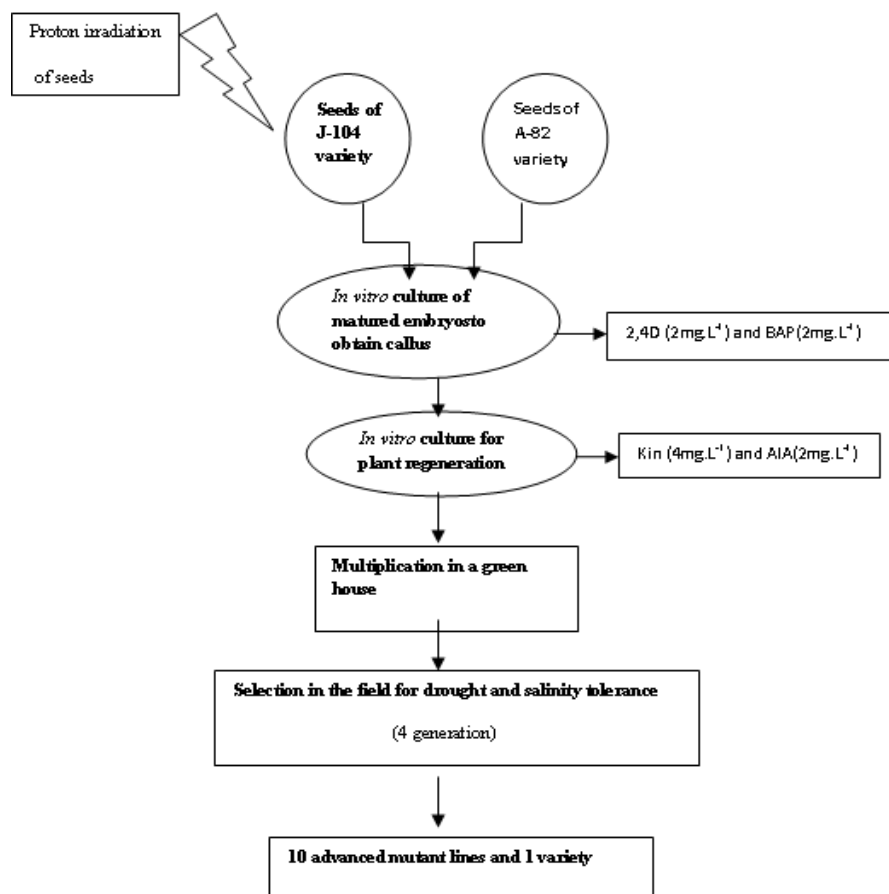 Proton irradiation
of seeds
Seeds of
J-104
variety
Seeds of
A-82
variety
In vitro culture of
matured embryosto
obtain callus
2,4D (2mg.L⁻¹) and BAP(2mg.L⁻¹)
In vitro culture for
plant regeneration
Kin (4mg.L⁻¹) and AIA(2mg.L⁻¹)
Multiplication in a green
house
Selection in the field for drought and salinity tolerance
(4 generation)
10 advanced mutant lines and 1 variety